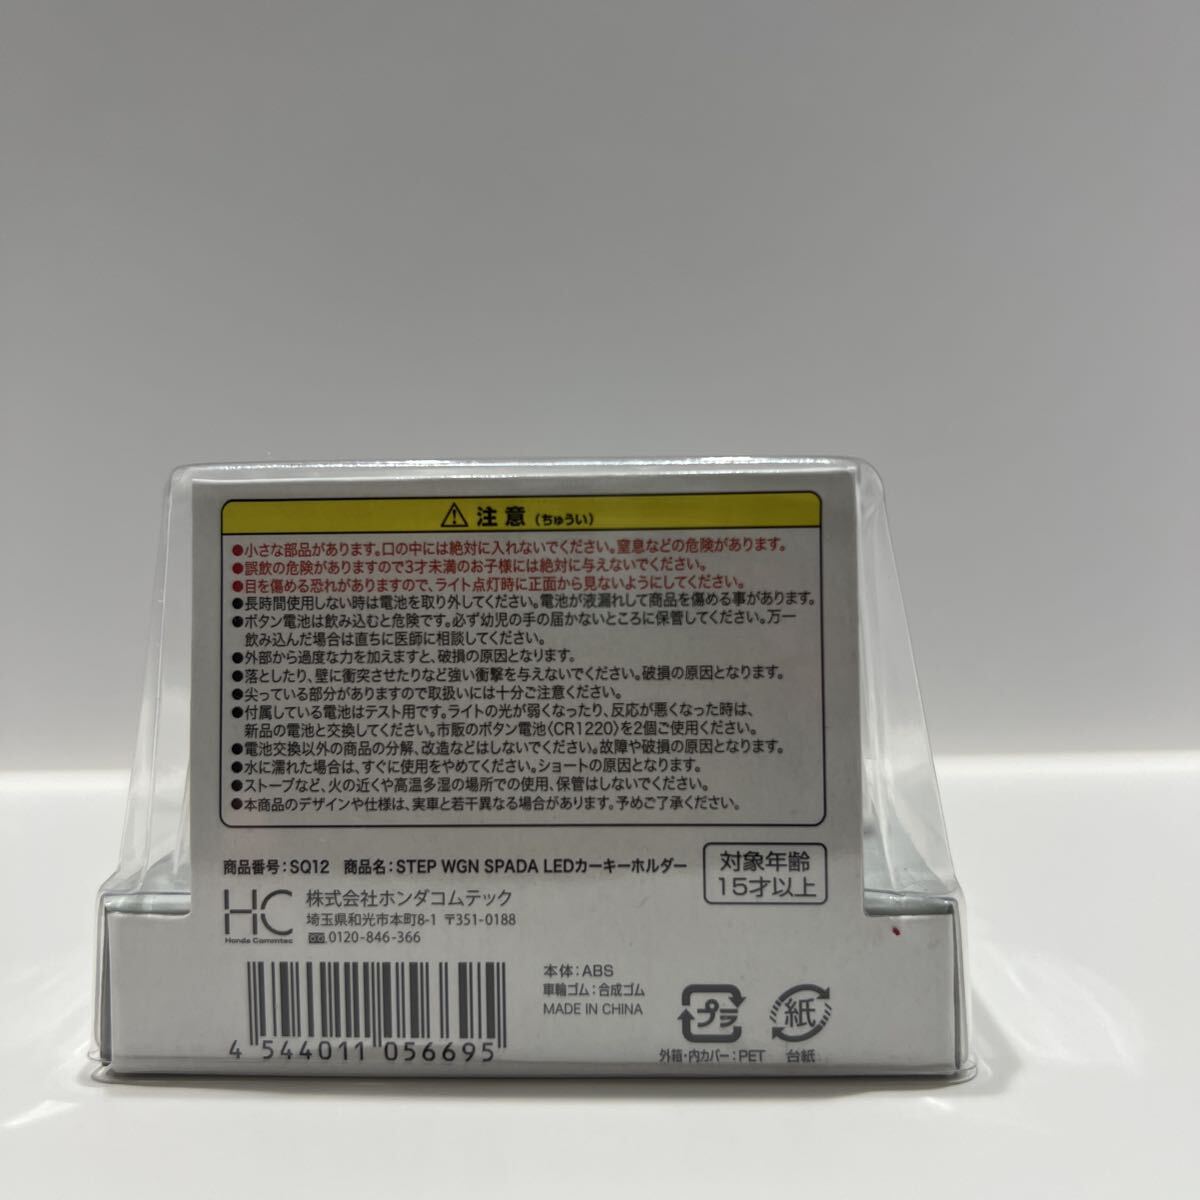 注意（ちゅうい）
●小さな部品があります。口の中には絶対に入れないでください。窒息などの危険があります。
●誤飲の危険がありますので3才未満のお子様には絶対に与えないでください。
●目を傷める恐れがありますので、ライト点灯時に正面から見ないようにしてください。
●長時間使用しない時は電池を取り外してください。電池が液漏れして商品を傷める事があります。
●ボタン電池は飲み込むと危険です。必ず幼児の手の届かないところに保管してください。万一
飲み込んだ場合は直ちに医師に相談してください。
●外部から過度な力を加えますと、破損の原因となります。
●落としたり、壁に衝突させたりなど強い衝撃を与えないでください。破損の原因となります。
●尖っている部分がありますので取扱いには十分ご注意ください。
●付属している電池はテスト用です。ライトの光が弱くなったり、反応が悪くなった時は、
新品の電池と交換してください。市販のボタン電池〈CR1220〉を2個ご使用ください。
●電池交換以外の商品の分解、改造などはしないでください。故障や破損の原因となります。
●水に濡れた場合は、すぐに使用をやめてください。ショートの原因となります。
●ストーブなど、火の近くや高温多湿の場所での使用、保管はしないでください。
●本商品のデザインや仕様は、実車と若干異なる場合があります。予めご了承ください。
商品番号：SQ12 商品名：STEP WGN SPADA LEDカーキーホルダー
対象年齢
15才以上
HC
Honda Commtec
株式会社ホンダコムテック
埼玉県和光市本町8-1 〒351-0188
0120-846-366
4 544011 056695
本体：ABS
車輪ゴム：合成ゴム
MADE IN CHINA
プラ
外箱・内カバー：PET
紙
台紙